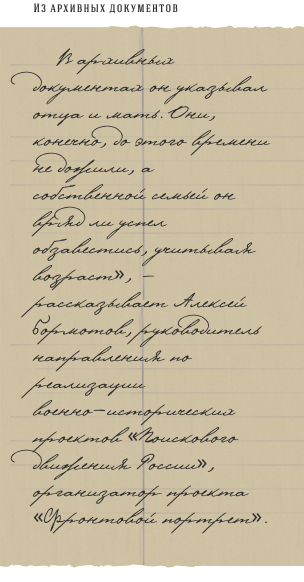 Из архивных документов
В архивных
документах он указывал
отца и мать. Они,
конечно, до этого времени
не дожили, а
собственной семьей он
вряд ли успел
обзавестись, учитывая
возраст», –
рассказывает Алексей
Бормотов, руководитель
направления по
реализации
военно-исторических
проектов «Поискового
движения России»,
организатор проекта
«Фронтовой портрет».